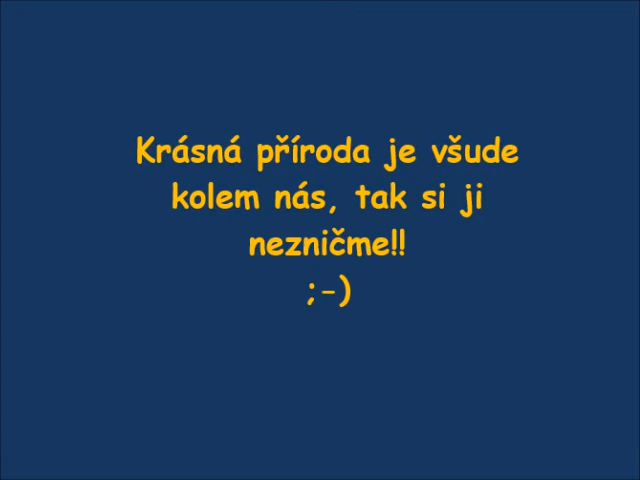 Krásná příroda je všude
kolem nás, tak si ji
nezničme!!
;-)